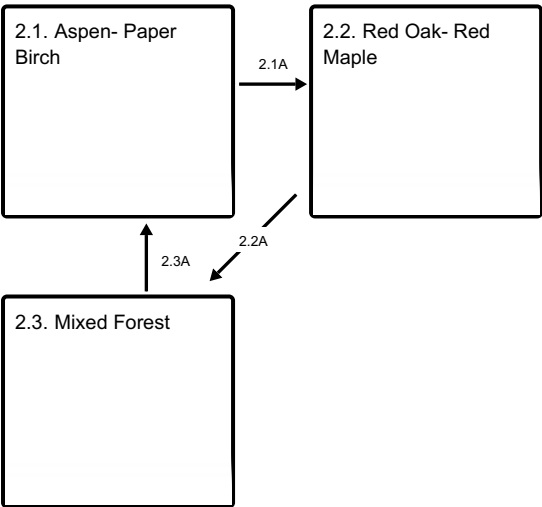 2.1. Aspen- Paper
Birch
2.1A
2.2. Red Oak- Red
Maple
2.2A
2.3A
2.3. Mixed Forest